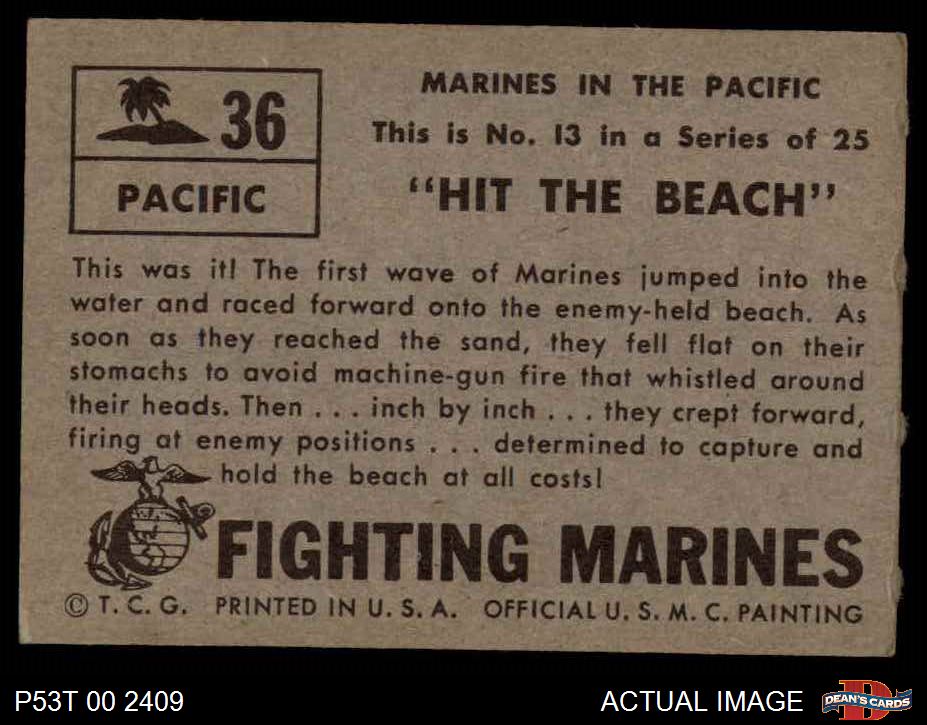 36
PACIFIC
MARINES IN THE PACIFIC
This is No. 13 in a Series of 25
"HIT THE BEACH"
This was it! The first wave of Marines jumped into the
water and raced forward onto the enemy-held beach. As
soon as they reached the sand, they fell flat on their
stomachs to avoid machine-gun fire that whistled around
their heads. Then . . . inch by inch . . . they crept forward,
firing at enemy positions . . . determined to capture and
hold the beach at all costs!
FIGHTING MARINES
© T. C. G. PRINTED IN U. S. A. OFFICIAL U. S. M. C. PAINTING
P53T 00 2409
ACTUAL IMAGE
D
DEAN'S CARDS